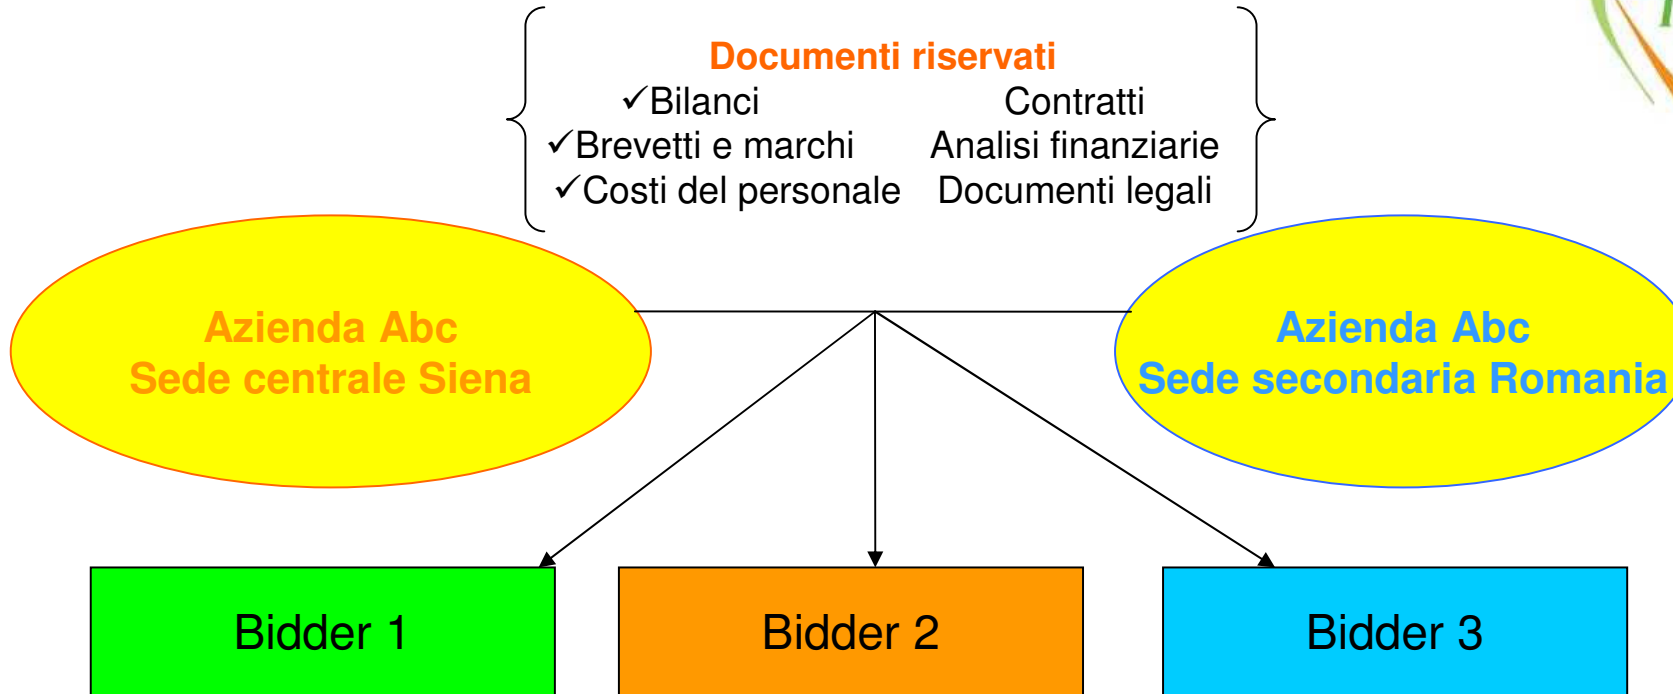 Documenti riservati
✓Bilanci Contratti
✓Brevetti e marchi Analisi finanziarie
✓Costi del personale Documenti legali
Azienda Abc
Sede centrale Siena
Azienda Abc
Sede secondaria Romania
Bidder 1
Bidder 2
Bidder 3